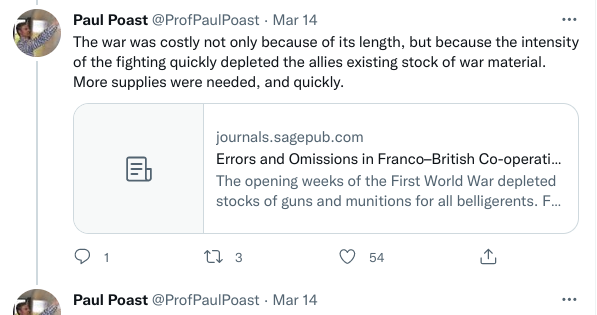 Paul Poast @ProfPaulPoast · Mar 14
The war was costly not only because of its length, but because the intensity
of the fighting quickly depleted the allies existing stock of war material.
More supplies were needed, and quickly.
journals.sagepub.com
Errors and Omissions in Franco–British Co-operati...
The opening weeks of the First World War depleted
stocks of guns and munitions for all belligerents. F...
1 3 54
Paul Poast @ProfPaulPoast · Mar 14